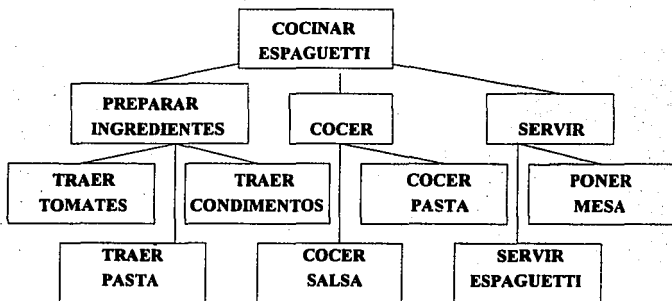 COCINAR
ESPAGUETTI
PREPARAR
INGREDIENTES
COCER
SERVIR
TRAER
TOMATES
TRAER
CONDIMENTOS
COCER
PASTA
PONER
MESA
TRAER
PASTA
COCER
SALSA
SERVIR
ESPAGUETTI